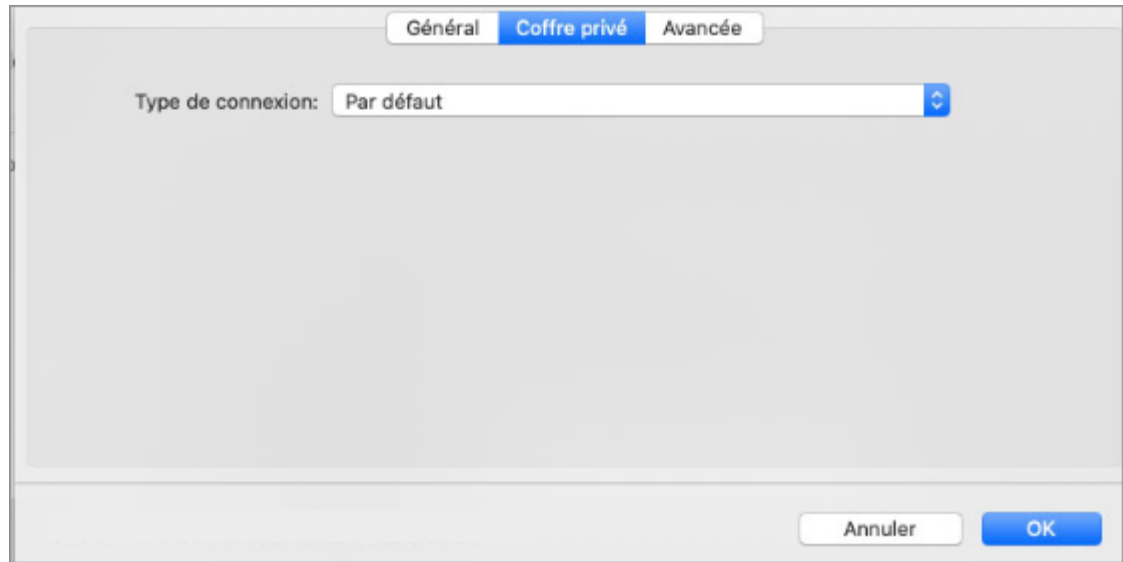 Général Coffre privé Avancée
Type de connexion: Par défaut
Annuler OK